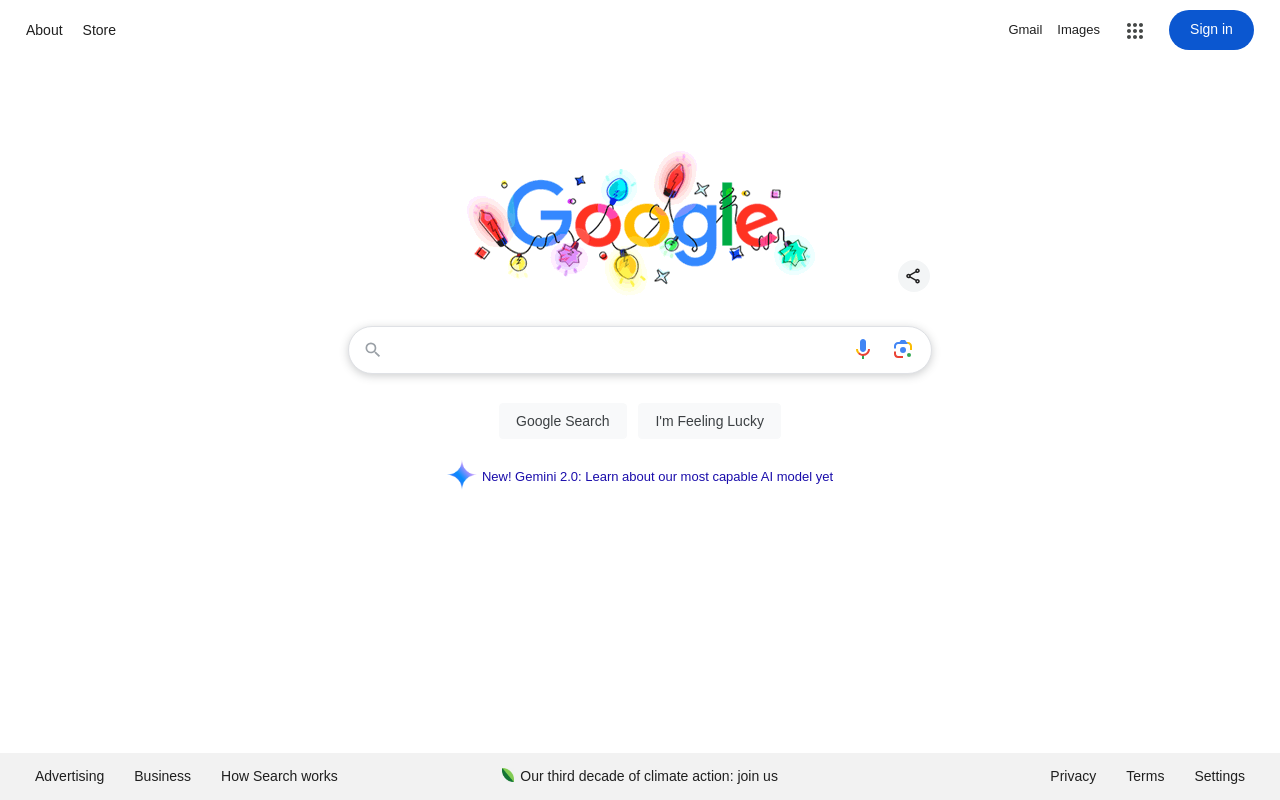 About Store Gmail Images Sign in
Google
Google Search I'm Feeling Lucky
New! Gemini 2.0: Learn about our most capable AI model yet
Advertising Business How Search works Our third decade of climate action: join us Privacy Terms Settings